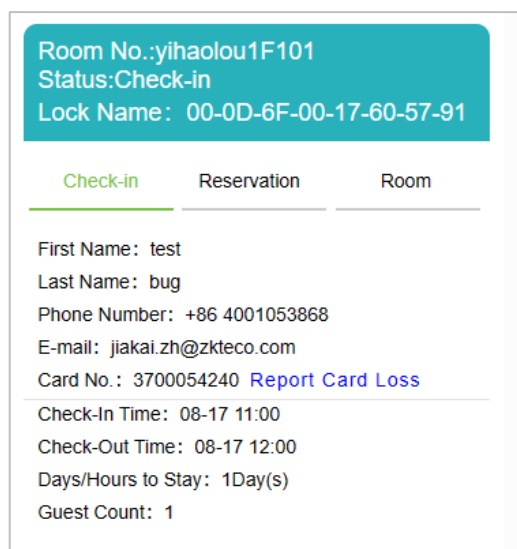 Room No.:yihaolou1F101
Status:Check-in
Lock Name： 00-0D-6F-00-17-60-57-91
Check-in Reservation Room
First Name：test
Last Name：bug
Phone Number：+86 4001053868
E-mail：jiakai.zh@zkteco.com
Card No.：3700054240 Report Card Loss
Check-In Time：08-17 11:00
Check-Out Time：08-17 12:00
Days/Hours to Stay：1Day(s)
Guest Count：1